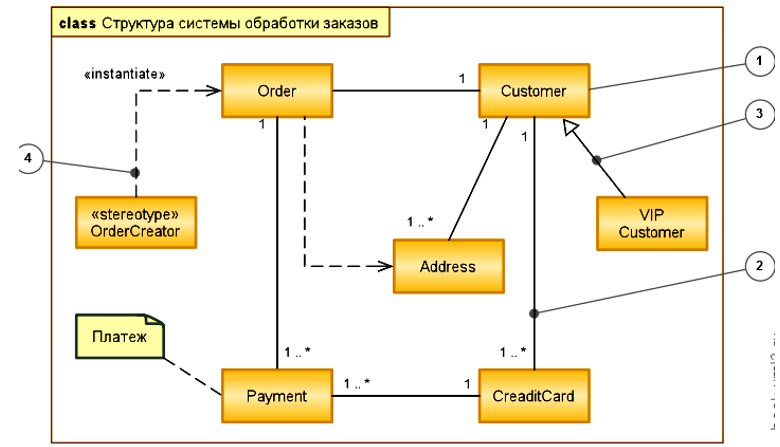 class Структура системы обработки заказов
1
«instantiate»
Order
1
Customer
3
1
1
1
4
«stereotype»
OrderCreator
1 .. *
VIP
Customer
Address
2
Платеж
1 .. *
1 .. *
Payment
1 .. *
1
CreaditCard